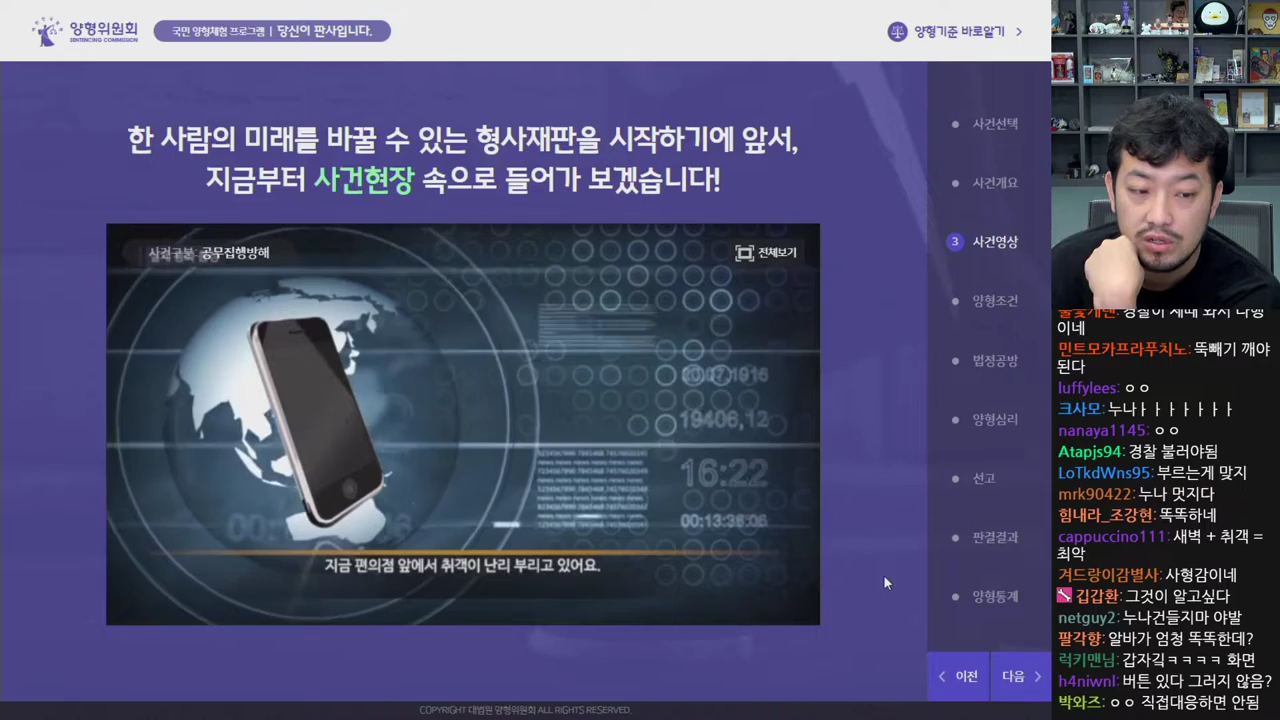 양형위원회
SENTENCING COMMISSION
국민 양형체험 프로그램 | 당신이 판사입니다.
양형기준 바로알기
한 사람의 미래를 바꿀 수 있는 형사재판을 시작하기에 앞서,
지금부터 사건현장 속으로 들어가 보겠습니다!
사건구분: 공무집행방해
전체보기
20.07.1916
19406,12
16:22
00:13:36:06
지금 편의점 앞에서 취객이 난리 부리고 있어요.
사건선택
사건개요
3 사건영상
양형조건
법정공방
양형심리
선고
판결결과
양형통계
이전
다음
COPYRIGHT 대법원 양형위원회 ALL RIGHTS RESERVED.
이네
민트모카프라푸치노: 뚝빼기 깨야
된다
luffylees: ㅇㅇ
크사모: 누나ㅏㅏㅏㅏㅏㅏㅏ
nanaya1145: ㅇㅇ
Atapjs94: 경찰 불러야됨
LoTkdWns95: 부르는게 맞지
mrk90422: 누나 멋지다
힘내라_조강현: 똑똑하네
cappuccino111: 새벽 + 취객 =
최악
겨드랑이감별사: 사형감이네
김갑환: 그것이 알고싶다
netguy2: 누나건들지마 야발
팔각향: 알바가 엄청 똑똑한데?
럭키맨님: 갑자깈ㅋㅋㅋㅋ 화면
h4niwnl: 버튼 있다 그러지 않음?
박와즈: ㅇㅇ 직접대응하면 안됨